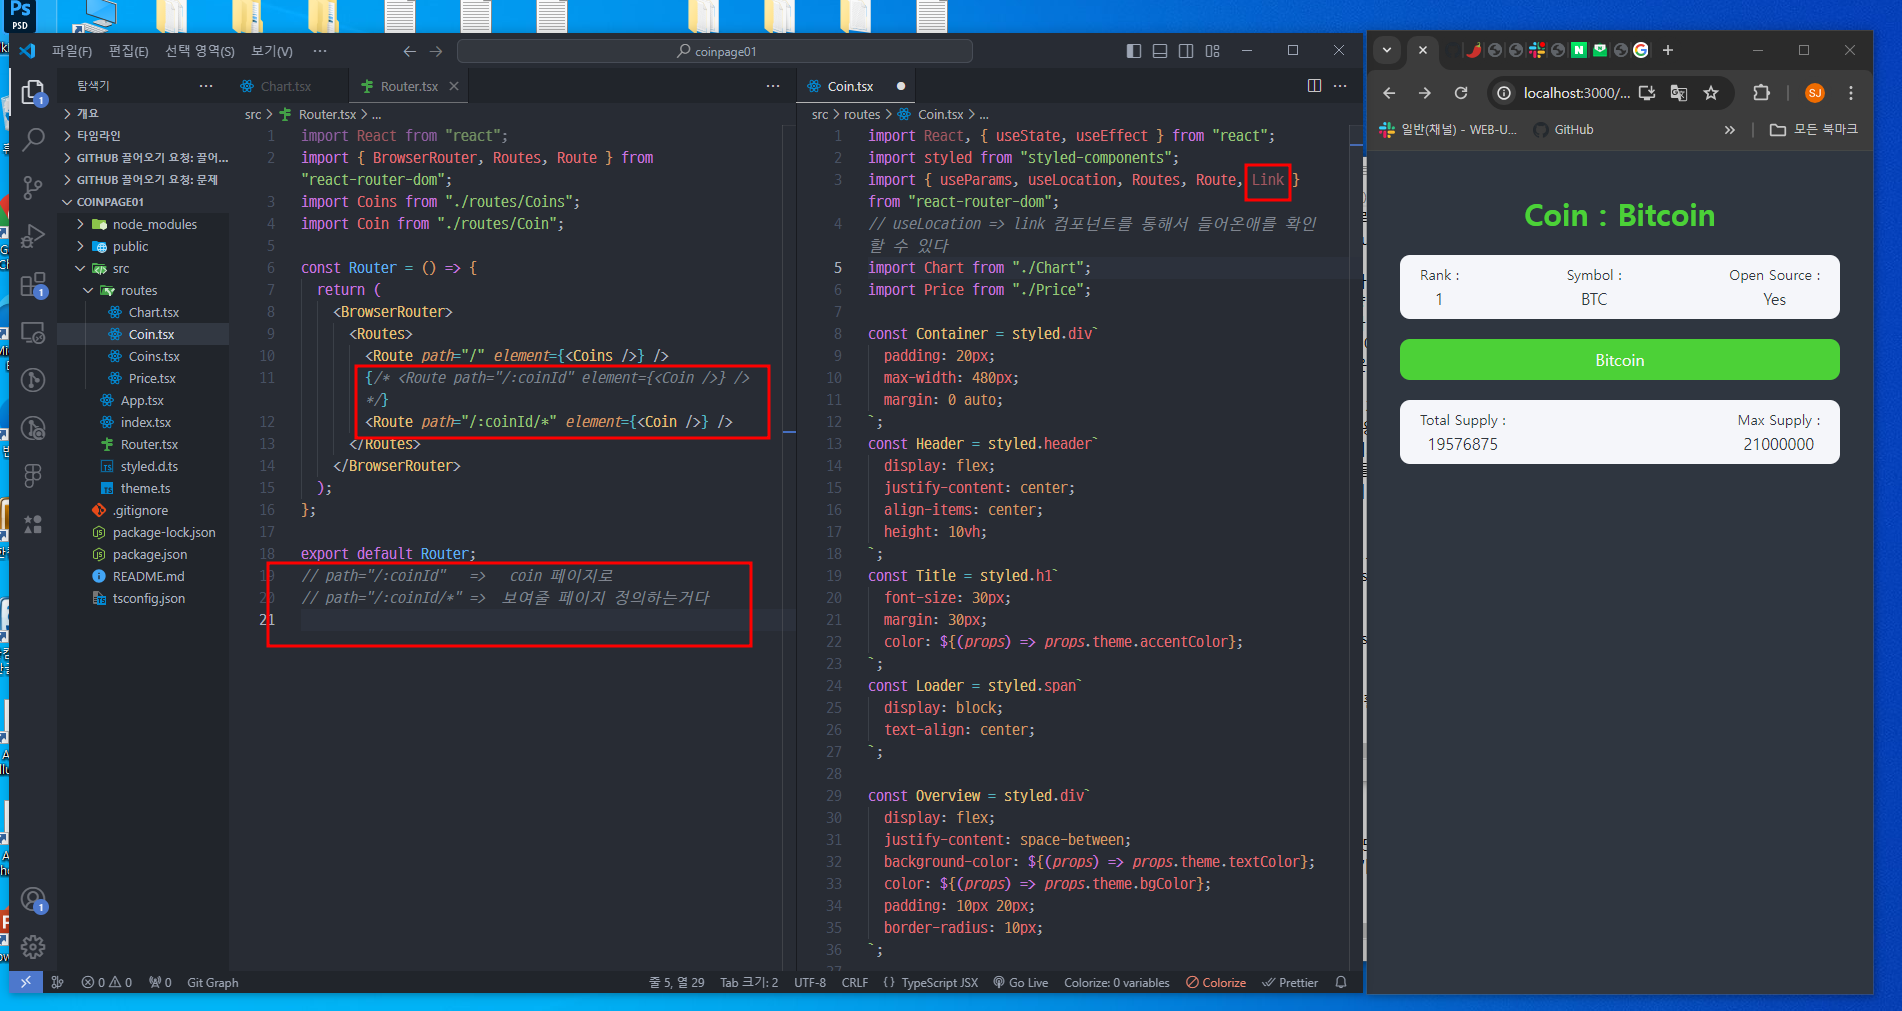 Ps
PSD
파일(F) 편집(E) 선택 영역(S) 보기(V) ···
coinpage01
탐색기 ···
개요
타임라인
GITHUB 끌어오기 요청: 끌어...
GITHUB 끌어오기 요청: 문제
COINPAGE01
node_modules
public
src
routes
Chart.tsx
Coin.tsx
Coins.tsx
Price.tsx
App.tsx
index.tsx
Router.tsx
styled.d.ts
theme.ts
.gitignore
package-lock.json
package.json
README.md
tsconfig.json
1
1
1
Chart.tsx Router.tsx ···
src > Router.tsx > ...
1 import React from "react";
2 import { BrowserRouter, Routes, Route } from
"react-router-dom";
3 import Coins from "./routes/Coins";
4 import Coin from "./routes/Coin";
5
6 const Router = () => {
7 return (
8 <BrowserRouter>
9 <Routes>
10 <Route path="/" element={<Coins />} />
11 {/* <Route path="/:coinId" element={<Coin />} />
*/}
12 <Route path="/:coinId/*" element={<Coin />} />
13 </Routes>
14 </BrowserRouter>
15 );
16 };
17
18 export default Router;
19 // path="/:coinId" => coin 페이지로
20 // path="/:coinId/*" => 보여줄 페이지 정의하는거다
21
Coin.tsx ···
src > routes > Coin.tsx > ...
1 import React, { useState, useEffect } from "react";
2 import styled from "styled-components";
3 import { useParams, useLocation, Routes, Route, Link }
from "react-router-dom";
4 // useLocation => link 컴포넌트를 통해서 들어온애를 확인
할 수 있다
5 import Chart from "./Chart";
6 import Price from "./Price";
7
8 const Container = styled.div`
9 padding: 20px;
10 max-width: 480px;
11 margin: 0 auto;
12 `;
13 const Header = styled.header`
14 display: flex;
15 justify-content: center;
16 align-items: center;
17 height: 10vh;
18 `;
19 const Title = styled.h1`
20 font-size: 30px;
21 margin: 30px;
22 color: ${(props) => props.theme.accentColor};
23 `;
24 const Loader = styled.span`
25 display: block;
26 text-align: center;
27 `;
28
29 const Overview = styled.div`
30 display: flex;
31 justify-content: space-between;
32 background-color: ${(props) => props.theme.textColor};
33 color: ${(props) => props.theme.bgColor};
34 padding: 10px 20px;
35 border-radius: 10px;
36 `;
0 0 0 Git Graph 줄 5, 열 29 Tab 크기: 2 UTF-8 CRLF {} TypeScript JSX Go Live Colorize: 0 variables Colorize Prettier
localhost:3000/... SJ
일반(채널) - WEB-U... GitHub » 모든 북마크
Coin : Bitcoin
Rank : Symbol : Open Source :
1 BTC Yes
Bitcoin
Total Supply : Max Supply :
19576875 21000000